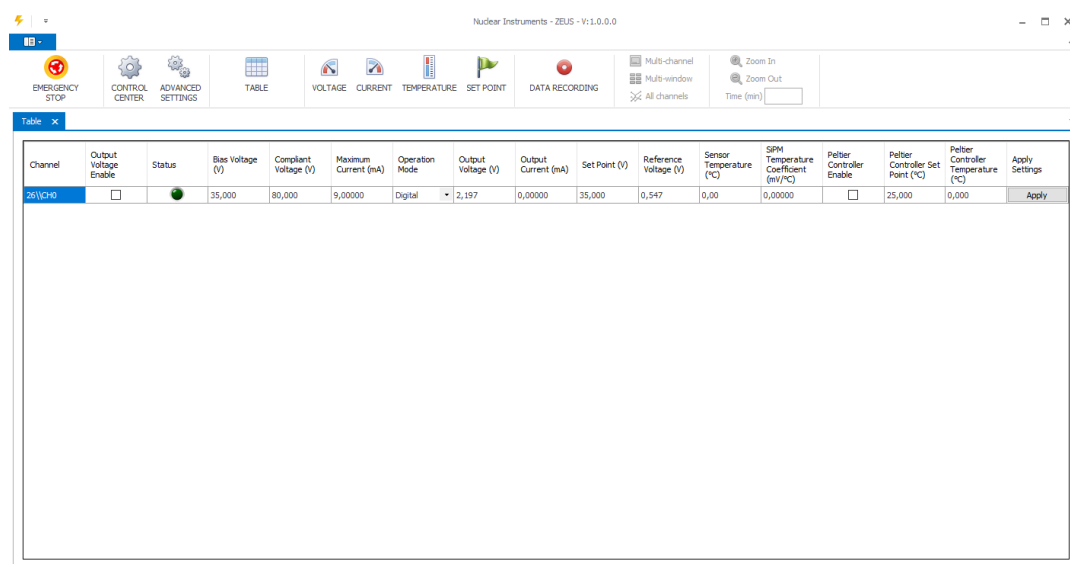 Nuclear Instruments - ZEUS - V:1.0.0.0
EMERGENCY STOP
CONTROL CENTER
ADVANCED SETTINGS
TABLE
VOLTAGE
CURRENT
TEMPERATURE
SET POINT
DATA RECORDING
Multi-channel
Multi-window
All channels
Zoom In
Zoom Out
Time (min)
Table
Channel
Output Voltage Enable
Status
Bias Voltage (V)
Compliant Voltage (V)
Maximum Current (mA)
Operation Mode
Output Voltage (V)
Output Current (mA)
Set Point (V)
Reference Voltage (V)
Sensor Temperature (ºC)
SiPM Temperature Coefficient (mV/ºC)
Peltier Controller Enable
Peltier Controller Set Point (ºC)
Peltier Controller Temperature (ºC)
Apply Settings
26\\CH0
35,000
80,000
9,00000
Digital
2,197
0,00000
35,000
0,547
0,00
0,00000
25,000
0,000
Apply